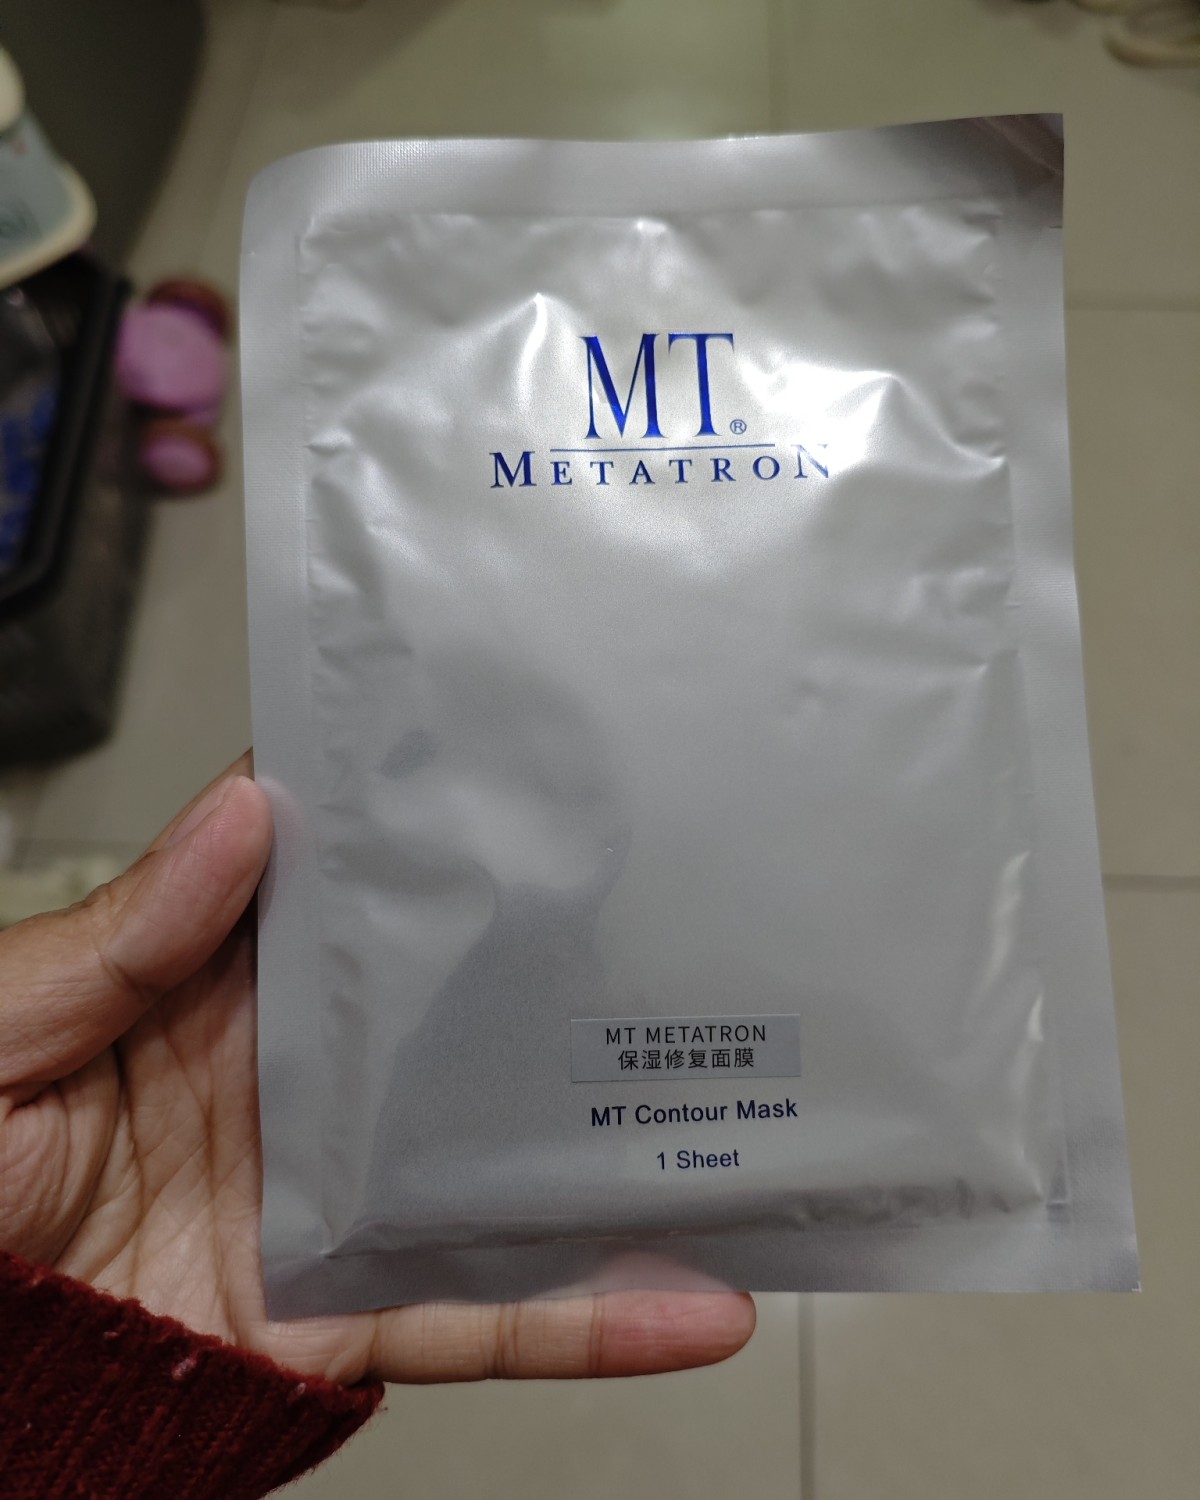 MT®
METATRON
MT METATRON
保湿修复面膜
MT Contour Mask
1 Sheet